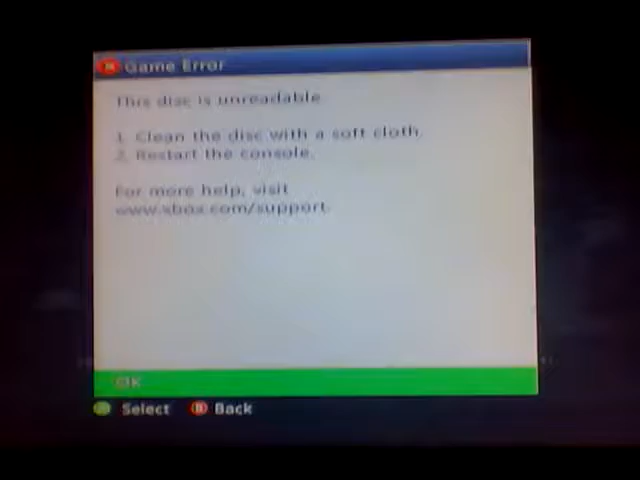 Game Error
This disc is unreadable.
1. Clean the disc with a soft cloth.
2. Restart the console.
For more help, visit
www.xbox.com/support.
OK
Select B Back